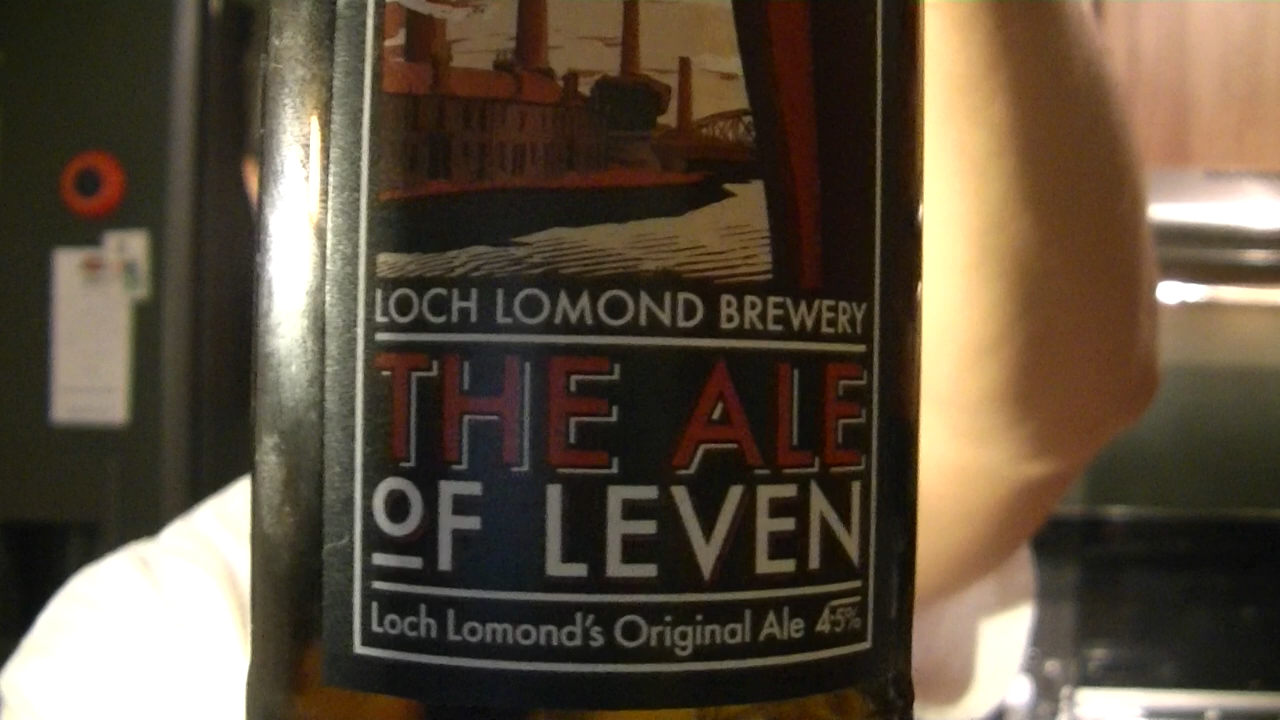 LOCH LOMOND BREWERY
THE ALE
OF LEVEN
Loch Lomond's Original Ale 4.5%